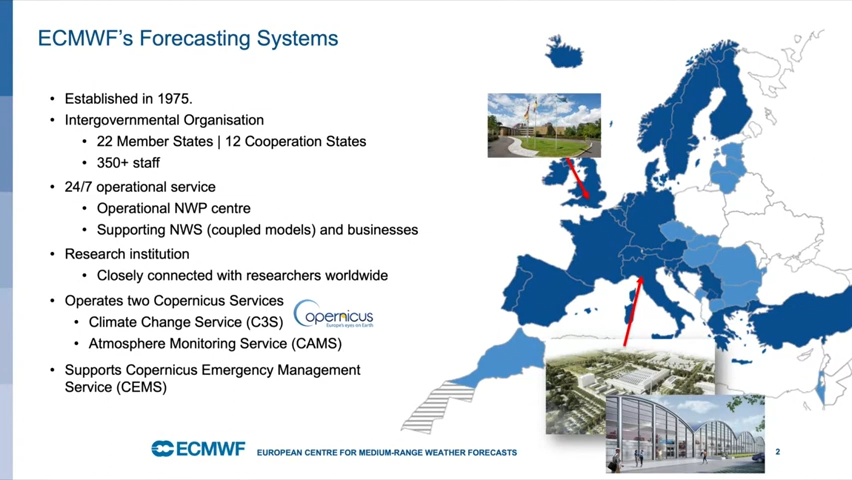 ECMWF's Forecasting Systems
• Established in 1975.
• Intergovernmental Organisation
• 22 Member States | 12 Cooperation States
• 350+ staff
• 24/7 operational service
• Operational NWP centre
• Supporting NWS (coupled models) and businesses
• Research institution
• Closely connected with researchers worldwide
• Operates two Copernicus Services
• Climate Change Service (C3S)
• Atmosphere Monitoring Service (CAMS)
opernicus
Europe's eyes on Earth
• Supports Copernicus Emergency Management
Service (CEMS)
ECMWF EUROPEAN CENTRE FOR MEDIUM-RANGE WEATHER FORECASTS
2